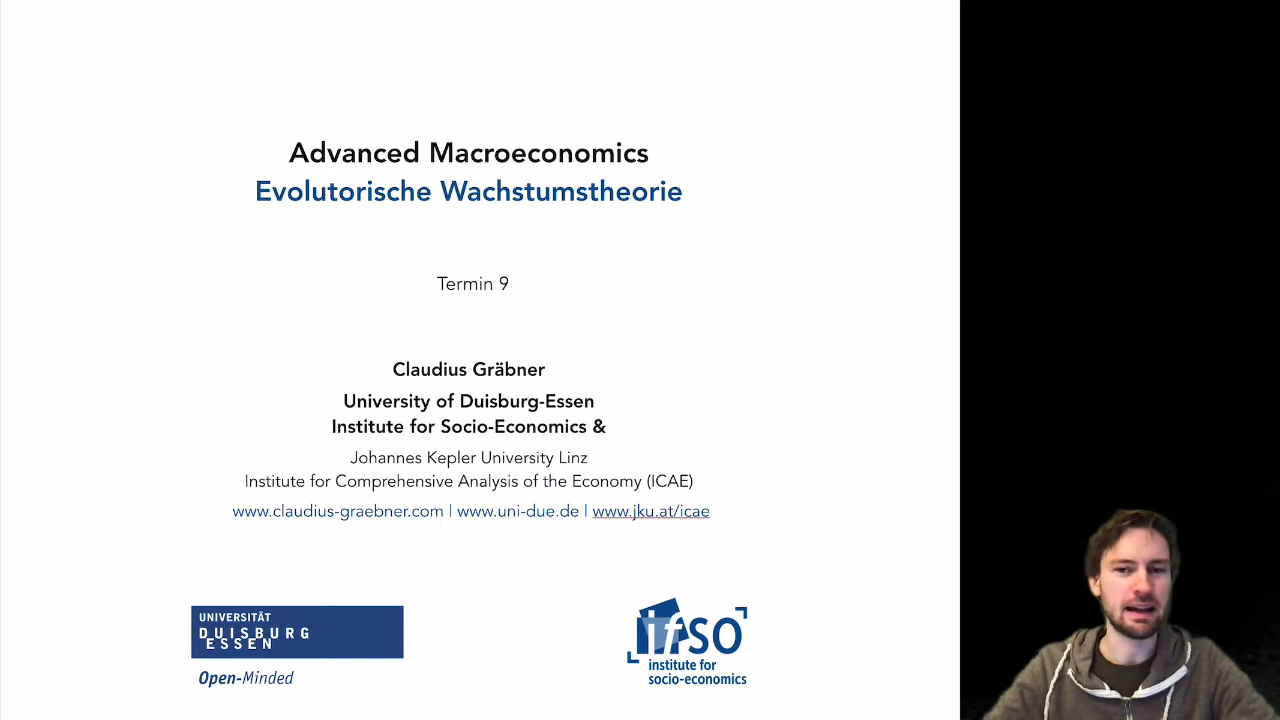 Advanced Macroeconomics
Evolutorische Wachstumstheorie
Termin 9
Claudius Gräbner
University of Duisburg-Essen
Institute for Socio-Economics &
Johannes Kepler University Linz
Institute for Comprehensive Analysis of the Economy (ICAE)
www.claudius-graebner.com | www.uni-due.de | www.jku.at/icae
UNIVERSITÄT
DUISBURG
ESSEN
Open-Minded
ifso
institute for
socio-economics